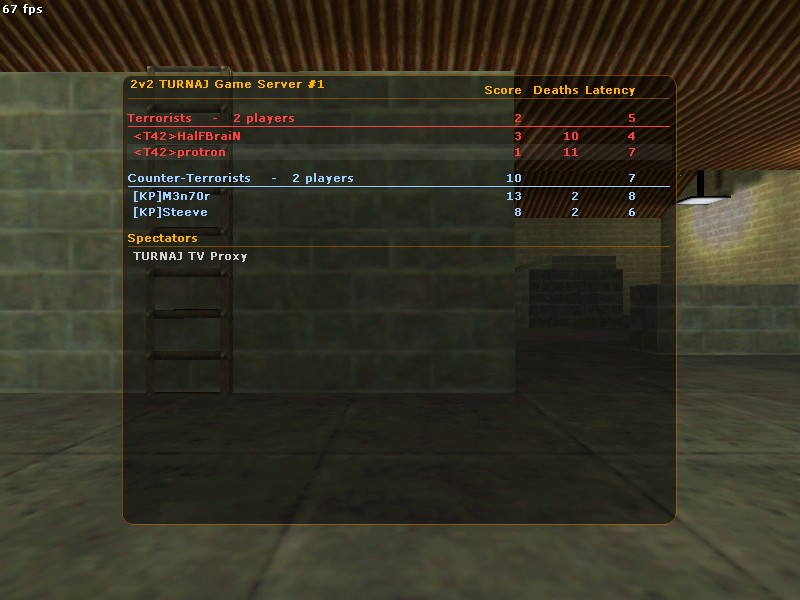 67 fps
2v2 TURNAJ Game Server #1
Score Deaths Latency
Terrorists - 2 players 2 5
<T42>HalFBraiN 3 10 4
<T42>protron 1 11 7
Counter-Terrorists - 2 players 10 7
[KP]M3n70r 13 2 8
[KP]Steeve 8 2 6
Spectators
TURNAJ TV Proxy